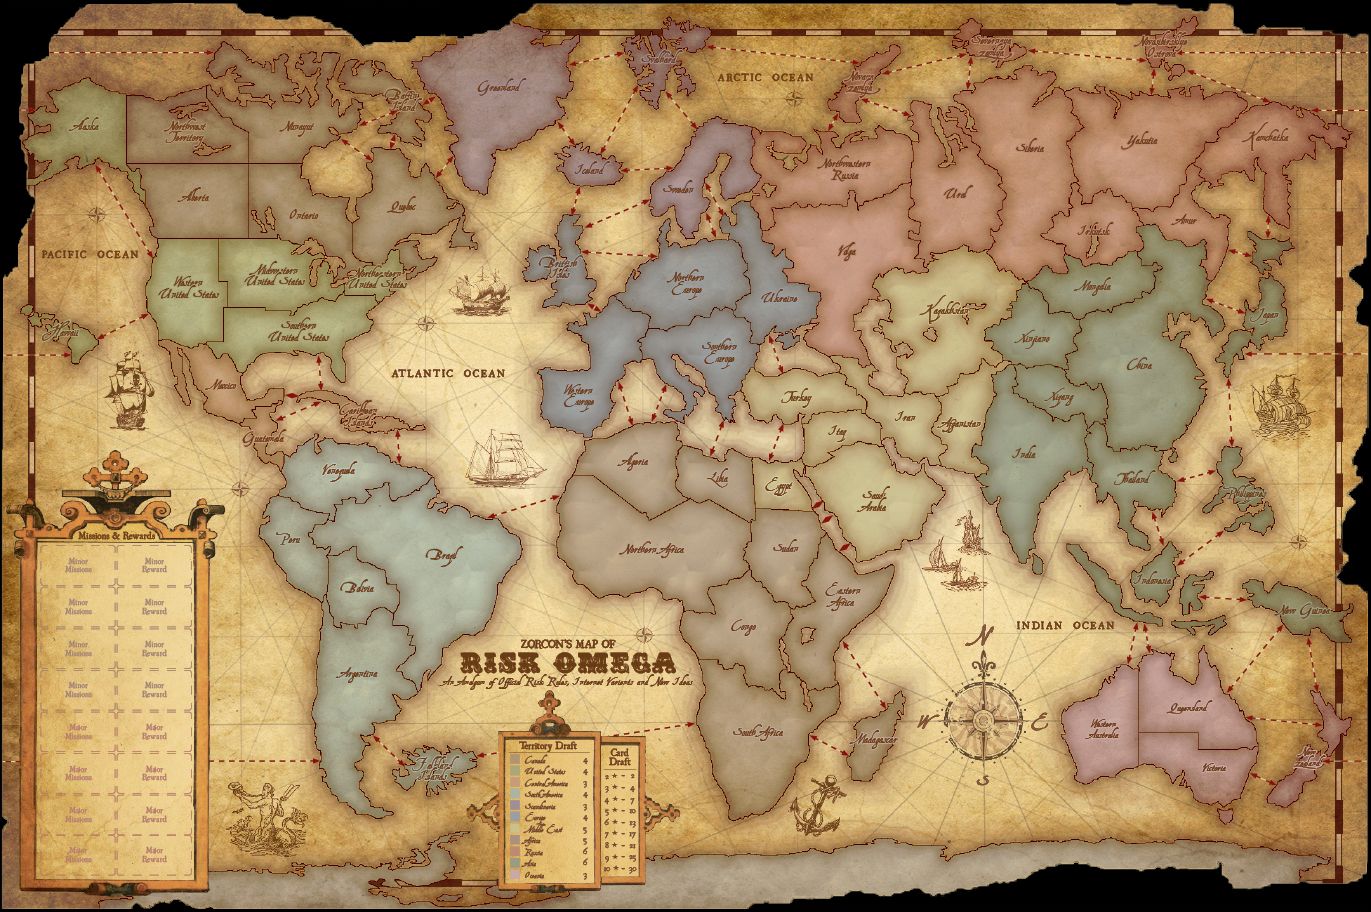 Greenland
Svalbard
ARCTIC OCEAN
Novaya
Zemlya
Severnaya
Zemlya
Novosibirskiye
Ostrova
Alaska
Northwest
Territory
Nunavut
Baffin
Island
Alberta
Ontario
Quebec
Iceland
Sweden
Northwestern
Russia
Ural
Siberia
Yakutia
Kamchatka
Irkutsk
Amur
PACIFIC OCEAN
Western
United States
Midwestern
United States
Northeastern
United States
Southern
United States
Hawaii
British
Isles
Northern
Europe
Ukraine
Volga
Southern
Europe
Western
Europe
Kazakhstan
Mongolia
Xinjiang
China
Japan
ATLANTIC OCEAN
Mexico
Guatemala
Caribbean
Islands
Turkey
Iraq
Iran
Afganistan
Xizang
India
Thailand
Philippines
Venezuela
Peru
Brazil
Bolivia
Argentina
Falkland
Islands
Algeria
Libia
Egypt
Saudi
Arabia
Northern Africa
Sudan
Eastern
Africa
Congo
South Africa
Madagascar
Indonesia
New Guinea
INDIAN OCEAN
N
W
E
S
Western
Australia
Queensland
Victoria
New
Zealand
Missions & Rewards
Minor
Missions
Minor
Reward
Minor
Missions
Minor
Reward
Minor
Missions
Minor
Reward
Minor
Missions
Minor
Reward
Major
Missions
Major
Reward
Major
Missions
Major
Reward
Major
Missions
Major
Reward
Major
Missions
Major
Reward
ZORCON'S MAP OF
RISK OMEGA
An Analgam of Official Risk Rules, Internet Variants and New Ideas
Territory Draft
Canada 4
United States 4
Central America 3
South America 4
Scandinavia 3
Europe 4
Middle East 5
Africa 5
Russia 6
Asia 6
Oceania 3
Card
Draft
2 * - 2
3 * - 4
4 * - 7
5 * - 10
6 * - 13
7 * - 17
8 * - 21
9 * - 25
10 * - 30